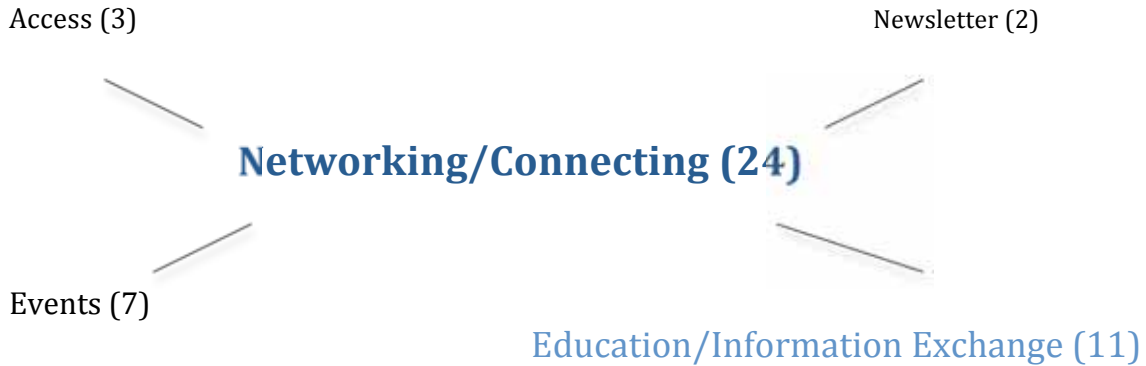 Access (3)
Newsletter (2)
Networking/Connecting (24)
Events (7)
Education/Information Exchange (11)